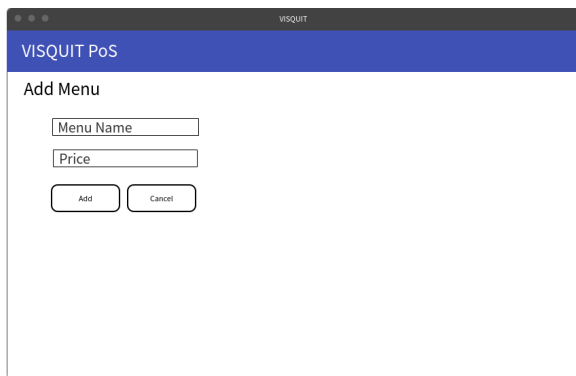 VISQUIT
VISQUIT PoS
Add Menu
Menu Name
Price
Add
Cancel